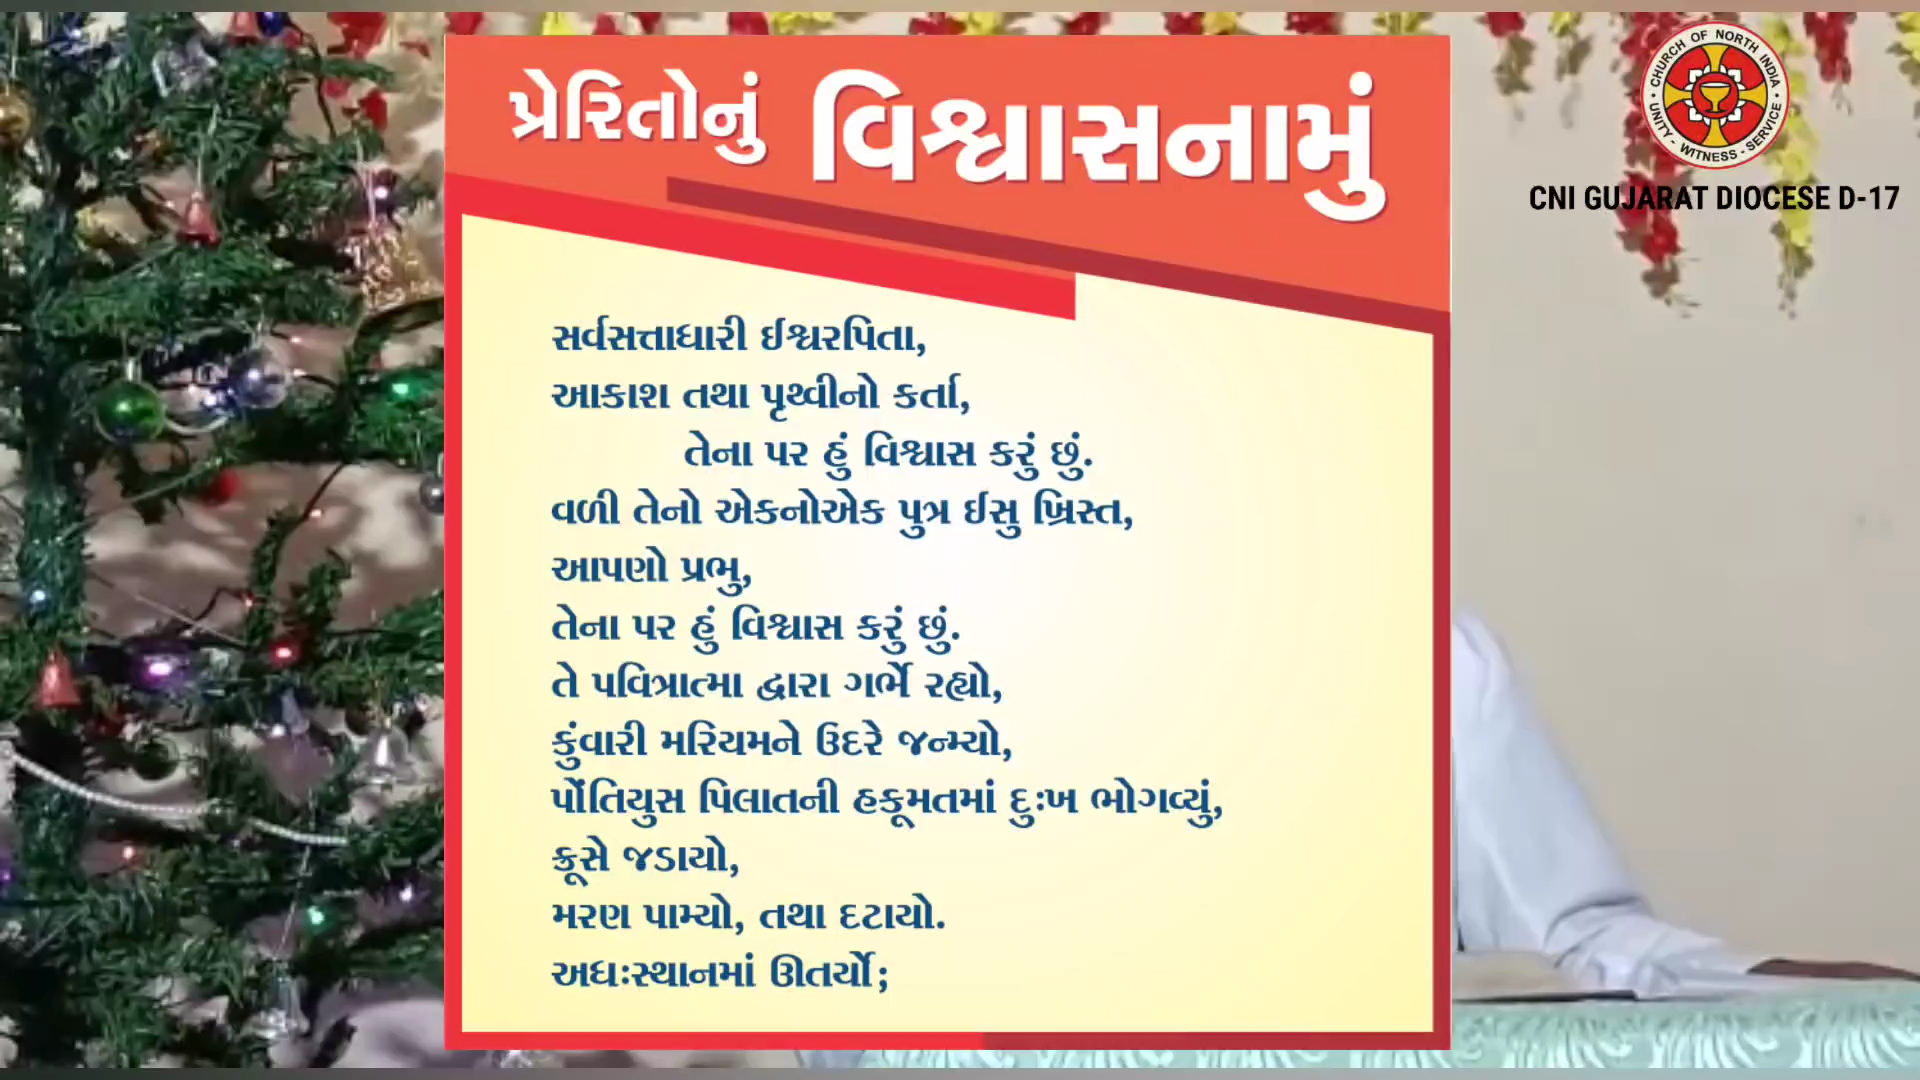 પ્રેરિતોનું વિશ્વાસનામું
સર્વસત્તાધારી ઈશ્વરપિતા,
આકાશ તથા પૃથ્વીનો કર્તા,
તેના પર હું વિશ્વાસ કરું છું.
વળી તેનો એકનોએક પુત્ર ઈસુ ખ્રિસ્ત,
આપણો પ્રભુ,
તેના પર હું વિશ્વાસ કરું છું.
તે પવિત્રાત્મા દ્વારા ગર્ભે રહ્યો,
કુંવારી મરિયમને ઉદરે જન્મ્યો,
પોંતિયુસ પિલાતની હકૂમતમાં દુઃખ ભોગવ્યું,
ક્રૂસે જડાયો,
મરણ પામ્યો, તથા દટાયો.
અધઃસ્થાનમાં ઊતર્યો;
CHURCH OF NORTH INDIA
UNITY - WITNESS - SERVICE
CNI GUJARAT DIOCESE D-17